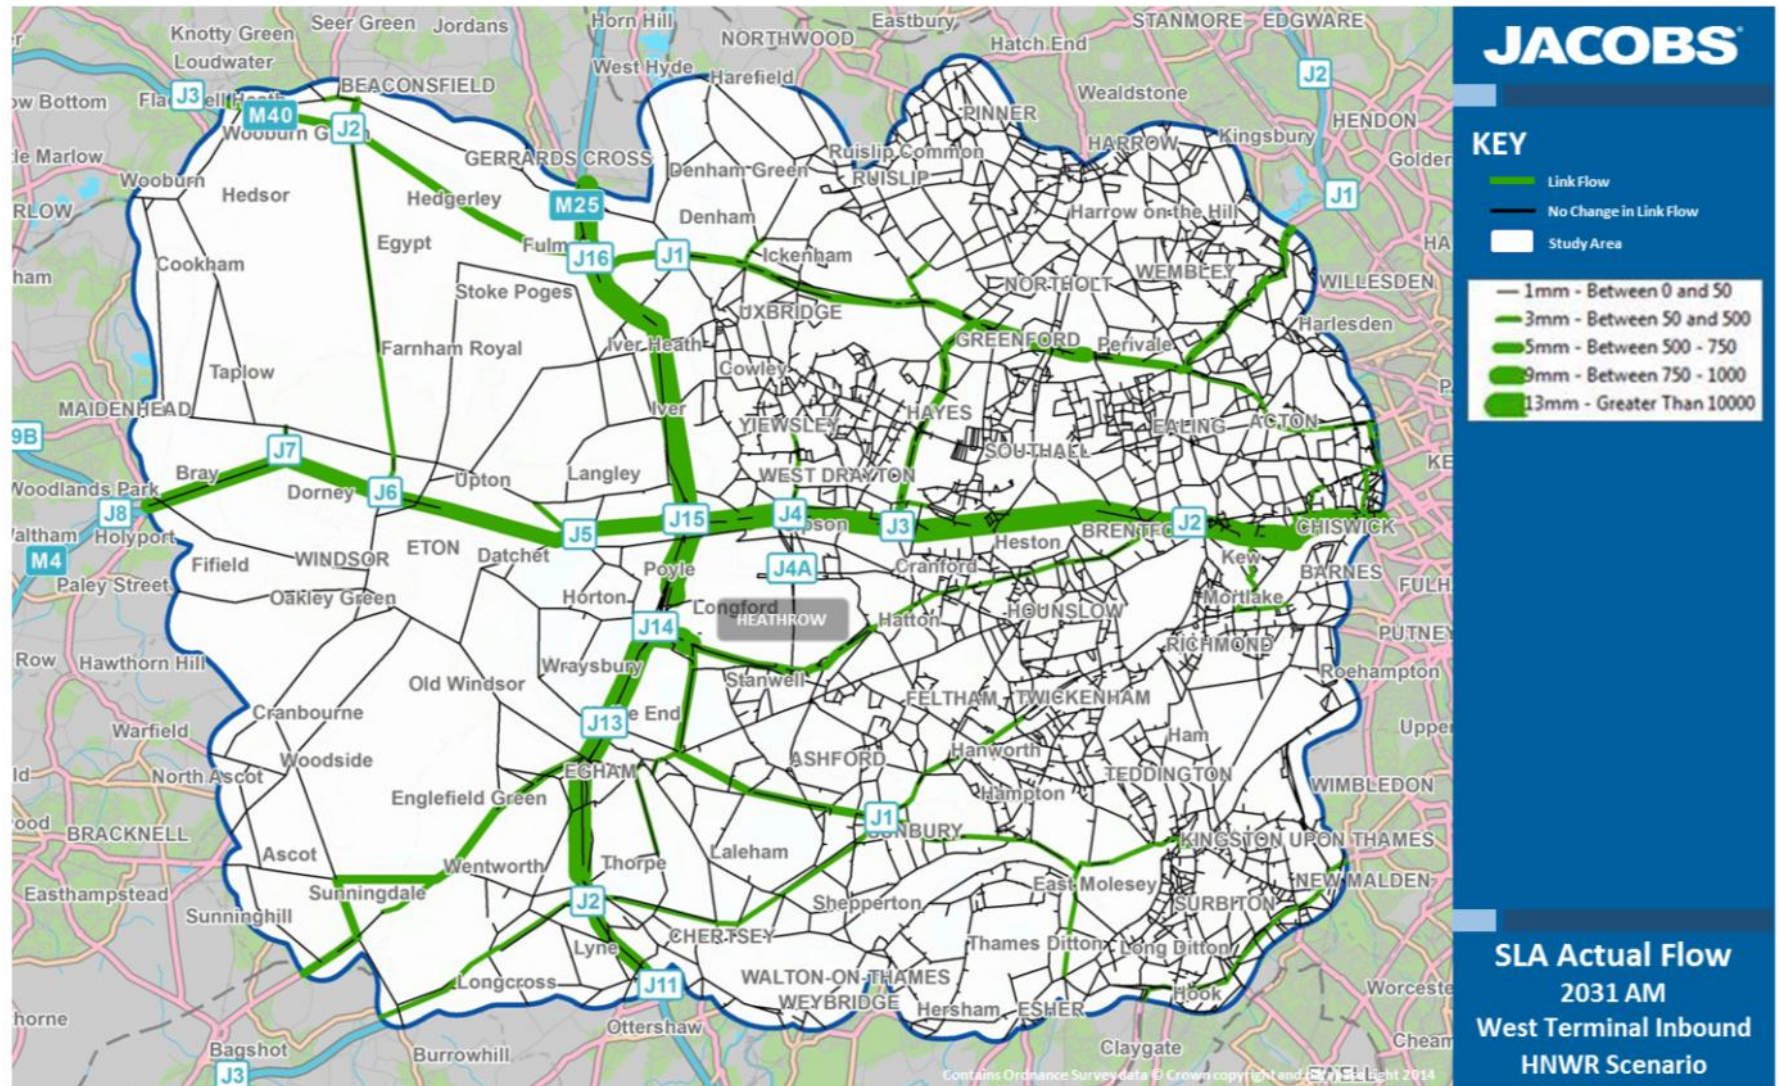 Knotty Green
Seer Green
Jordans
Horn Hill
Eastbury
STANMORE
EDGWARE
Loudwater
NORTHWOOD
Hatch End
J2
J3
BEACONSFIELD
West Hyde
Harefield
Wealdstone
M40
J2
PINNER
HENDON
Kingsbury
HARROW
GERRARDS CROSS
Ruislip Common
Wooburn
Denham Green
RUISLIP
Hedsor
Hedgerley
M25
Denham
Harrow on the Hill
J1
Egypt
J16
J1
Ickenham
Cookham
WEMBLEY
WILLESDEN
Stoke Poges
NORTHOLT
UXBRIDGE
Harlesden
Farnham Royal
Iver Heath
GREENFORD
Perivale
Taplow
Cowley
MAIDENHEAD
Iver
YIEWSLEY
HAYES
EALING
ACTON
9B
J7
SOUTHALL
Bray
Dorney
J6
Upton
Langley
WEST DRAYTON
Woodlands Park
J8
J5
J15
J4
J3
J2
CHISWICK
Holyport
Heston
M4
Fifield
WINDSOR
ETON
Datchet
Poyle
J4A
Cranford
Kew
BARNES
Paley Street
Oakley Green
Horton
Longford
HEATHROW
Hatton
HOUNSLOW
Mortlake
J14
PUTNEY
Hawthorn Hill
Wraysbury
RICHMOND
Old Windsor
Stanwell
Roehampton
Cranbourne
J13
FELTHAM
TWICKENHAM
Warfield
Ham
Woodside
Hanworth
North Ascot
EGHAM
ASHFORD
TEDDINGTON
WIMBLEDON
Englefield Green
Hampton
BRACKNELL
J1
KINGSTON UPON THAMES
Ascot
Wentworth
Thorpe
Laleham
Easthampstead
Sunningdale
J2
Shepperton
East Molesey
NEW MALDEN
Sunninghill
SURBITON
Lyne
CHERTSEY
Thames Ditton
Long Ditton
Longcross
J11
WALTON-ON-THAMES
WEYBRIDGE
Hersham
ESHER
Hook
Ottershaw
Bagshot
Burrowhill
Claygate
J3
JACOBS
KEY
Link Flow
No Change in Link Flow
Study Area
1mm - Between 0 and 50
3mm - Between 50 and 500
5mm - Between 500 - 750
9mm - Between 750 - 1000
13mm - Greater Than 10000
SLA Actual Flow
2031 AM
West Terminal Inbound
HNWR Scenario